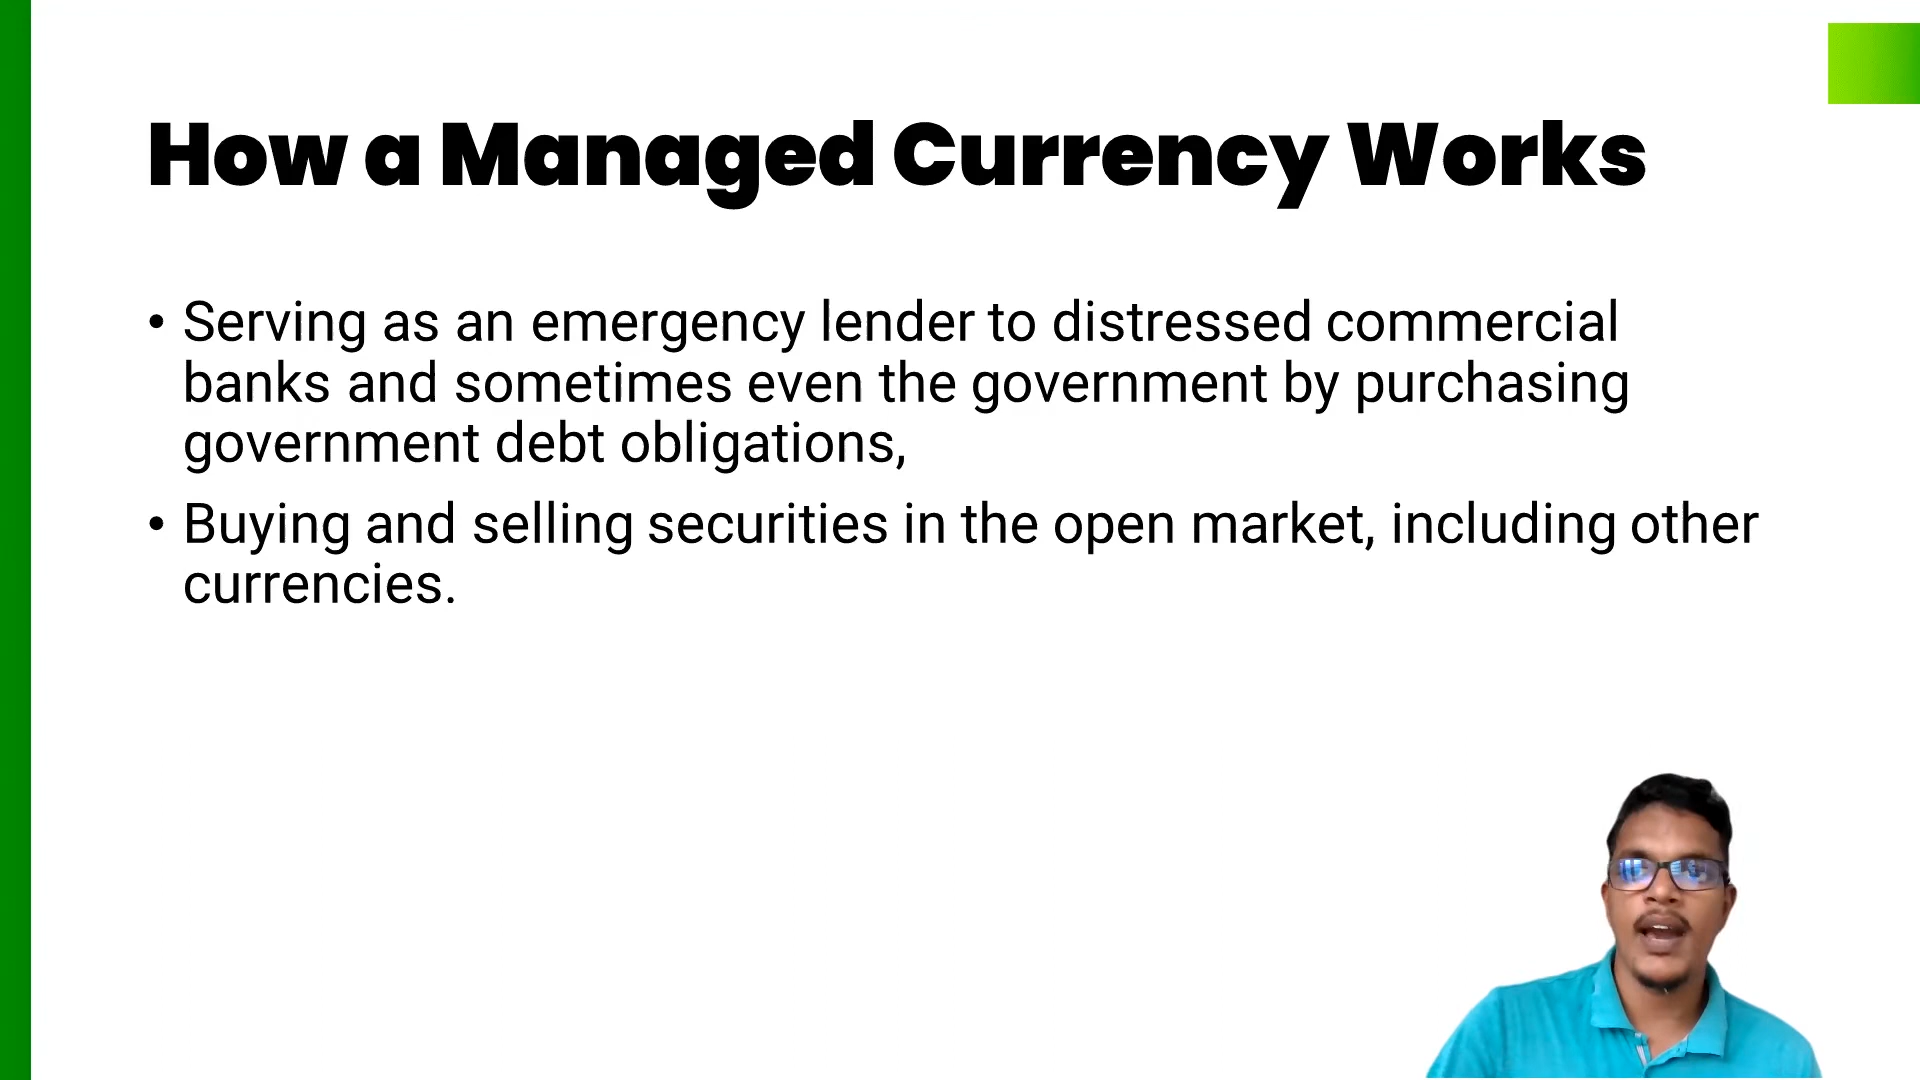 How a Managed Currency Works
• Serving as an emergency lender to distressed commercial
banks and sometimes even the government by purchasing
government debt obligations,
• Buying and selling securities in the open market, including other
currencies.